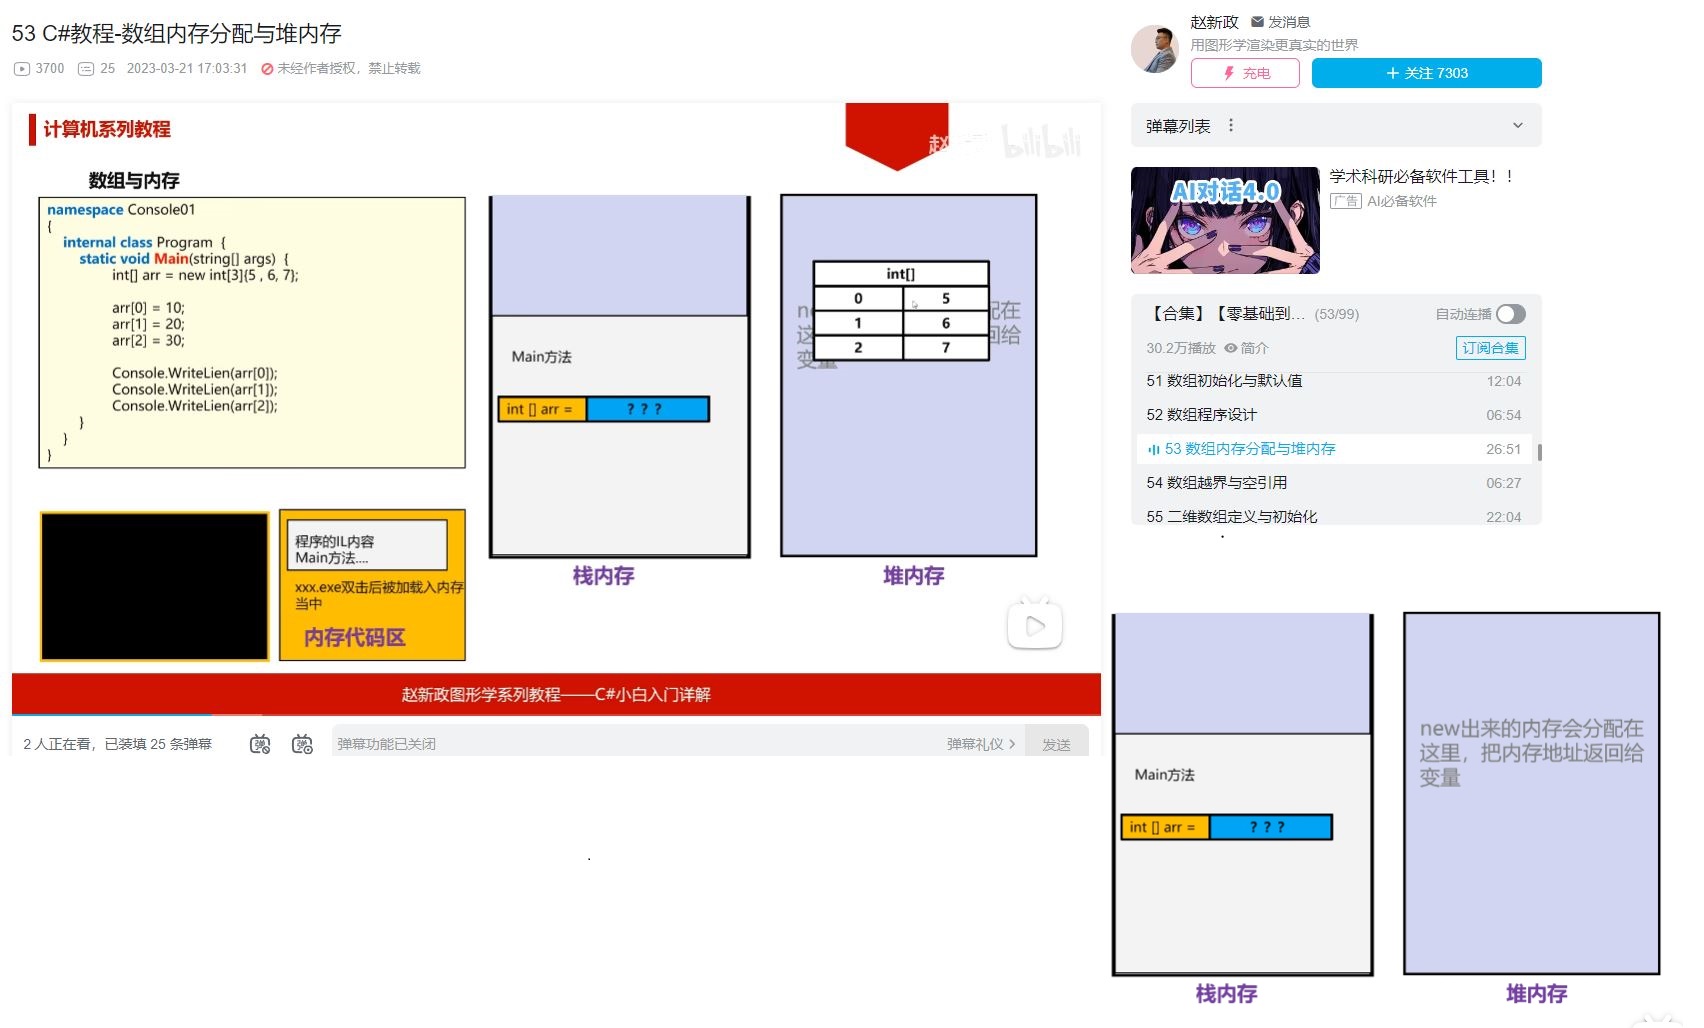 53 C#教程-数组内存分配与堆内存
3700 25 2023-03-21 17:03:31 未经作者授权，禁止转载
计算机系列教程
赵
bilibili
数组与内存
namespace Console01
{
internal class Program {
static void Main(string[] args) {
int[] arr = new int[3]{5 , 6, 7};
arr[0] = 10;
arr[1] = 20;
arr[2] = 30;
Console.WriteLien(arr[0]);
Console.WriteLien(arr[1]);
Console.WriteLien(arr[2]);
}
}
}
程序的IL内容
Main方法....
xxx.exe双击后被加载入内存
当中
内存代码区
Main方法
int [] arr =
? ? ?
栈内存
int[]
0 5
1 6
2 7
配在
这 回给
变量
堆内存
赵新政图形学系列教程——C#小白入门详解
2 人正在看，已装填 25 条弹幕
弹
弹
弹幕功能已关闭
弹幕礼仪
发送
赵新政 发消息
用图形学渲染更真实的世界
充电
+ 关注 7303
弹幕列表
AI对话4.0
学术科研必备软件工具！！
广告 AI必备软件
【合集】【零基础到... (53/99)
自动连播
30.2万播放 简介
订阅合集
51 数组初始化与默认值 12:04
52 数组程序设计 06:54
53 数组内存分配与堆内存 26:51
54 数组越界与空引用 06:27
55 二维数组定义与初始化 22:04
Main方法
int [] arr =
? ? ?
栈内存
new出来的内存会分配在
这里，把内存地址返回给
变量
堆内存